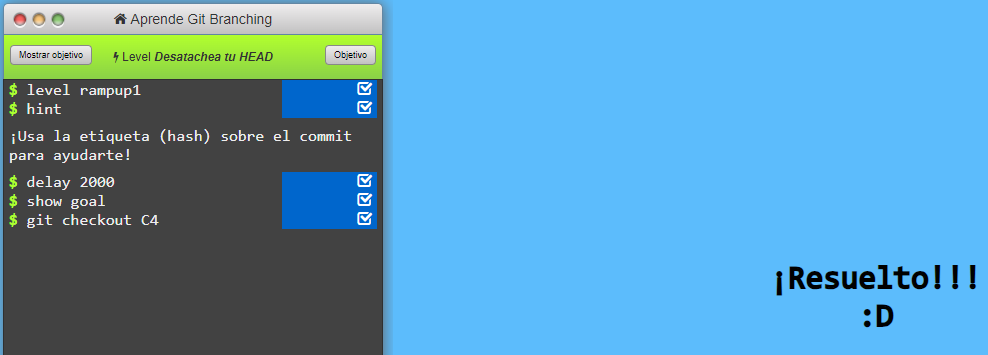 Aprende Git Branching
Mostrar objetivo
Level Desatachea tu HEAD
Objetivo
$ level rampup1
$ hint
¡Usa la etiqueta (hash) sobre el commit
para ayudarte!
$ delay 2000
$ show goal
$ git checkout C4
¡Resuelto!!!
:D